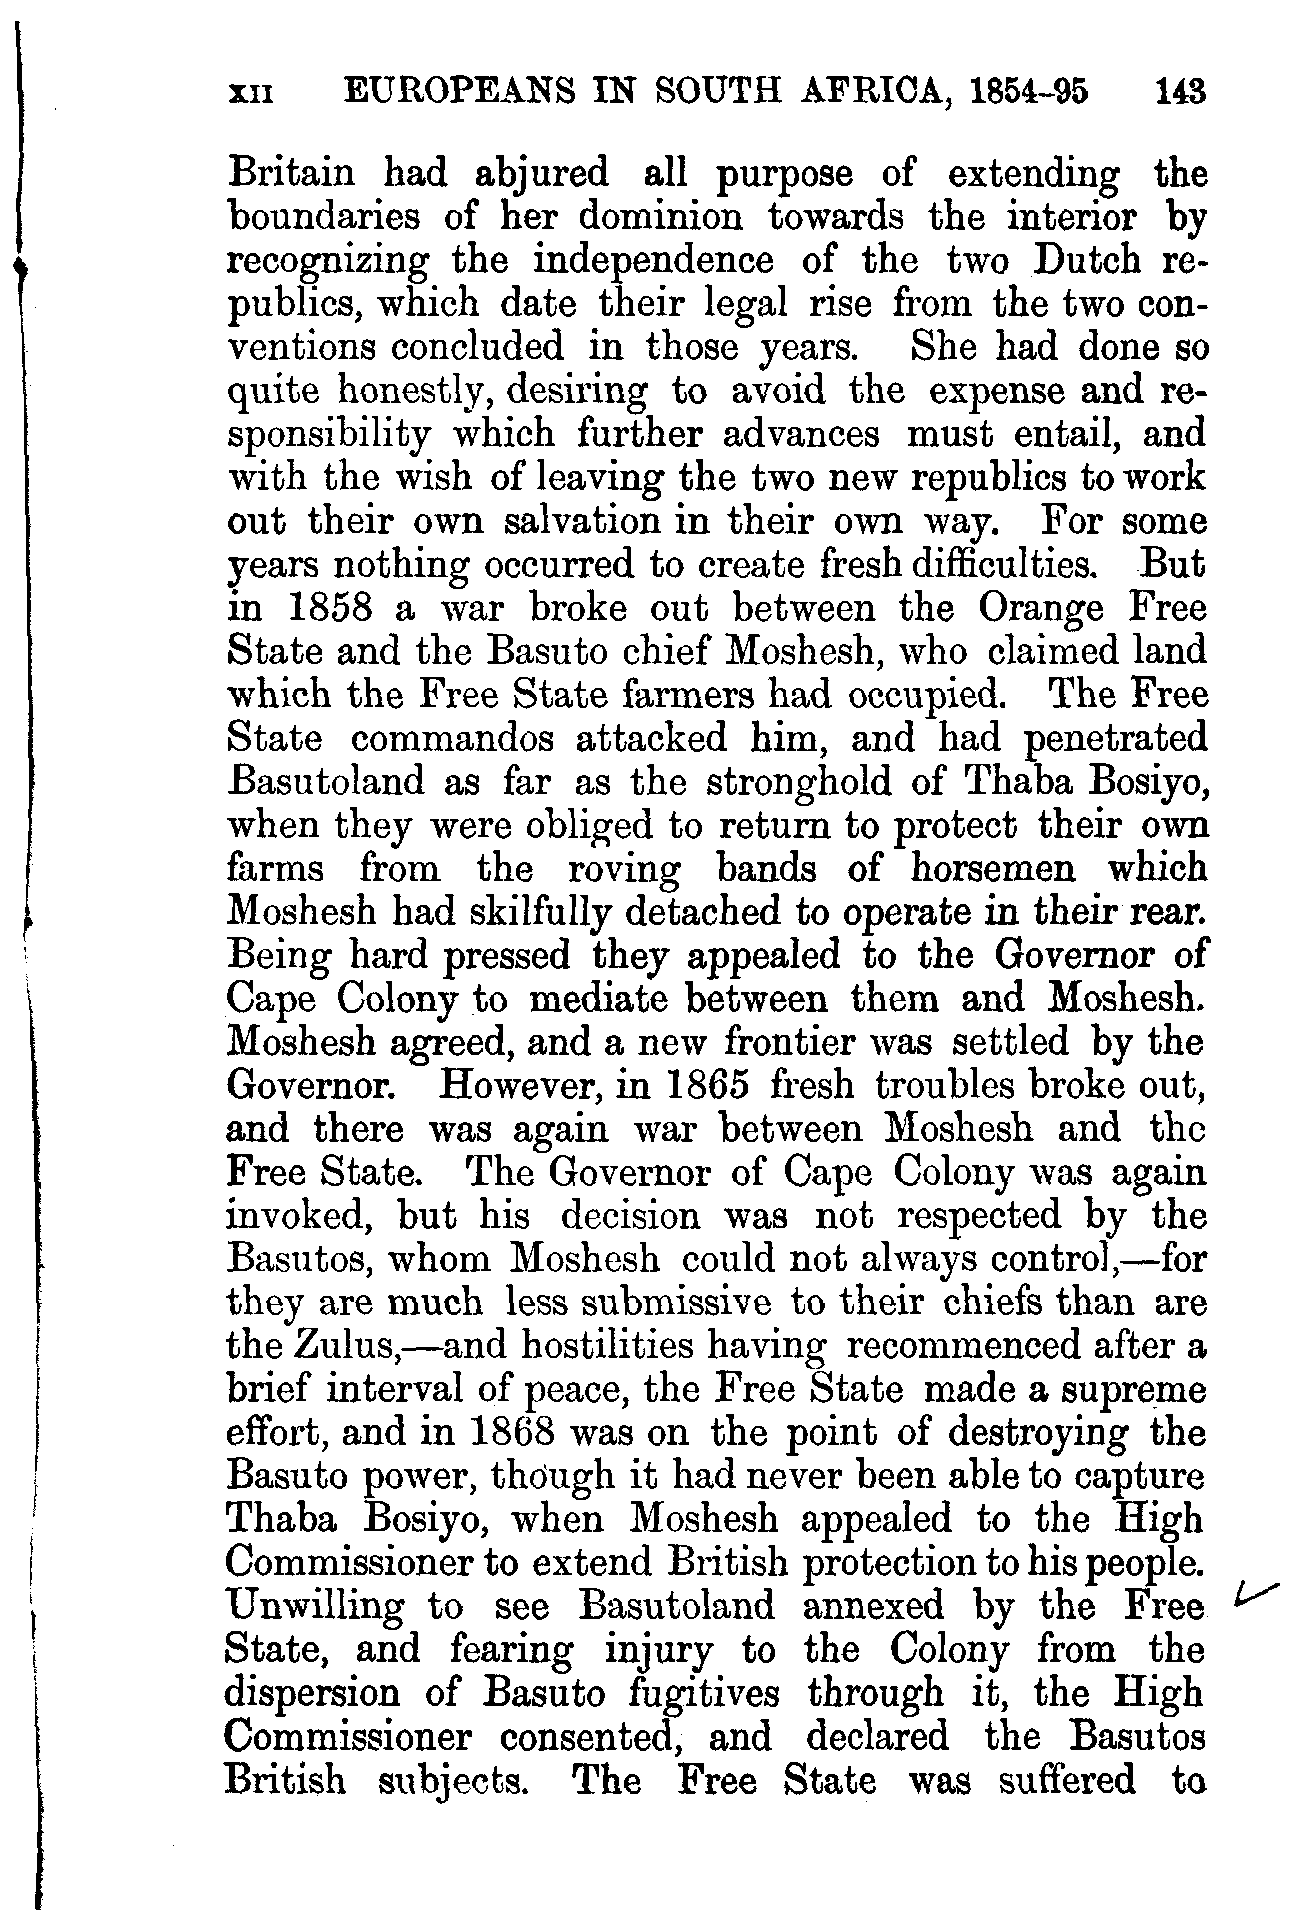 XII EUROPEANS IN SOUTH AFRICA, 1854–95 143
Britain had abjured all purpose of extending the
boundaries of her dominion towards the interior by
recognizing the independence of the two Dutch re-
publics, which date their legal rise from the two con-
ventions concluded in those years. She had done so
quite honestly, desiring to avoid the expense and re-
sponsibility which further advances must entail, and
with the wish of leaving the two new republics to work
out their own salvation in their own way. For some
years nothing occurred to create fresh difficulties. But
in 1858 a war broke out between the Orange Free
State and the Basuto chief Moshesh, who claimed land
which the Free State farmers had occupied. The Free
State commandos attacked him, and had penetrated
Basutoland as far as the stronghold of Thaba Bosiyo,
when they were obliged to return to protect their own
farms from the roving bands of horsemen which
Moshesh had skilfully detached to operate in their rear.
Being hard pressed they appealed to the Governor of
Cape Colony to mediate between them and Moshesh.
Moshesh agreed, and a new frontier was settled by the
Governor. However, in 1865 fresh troubles broke out,
and there was again war between Moshesh and the
Free State. The Governor of Cape Colony was again
invoked, but his decision was not respected by the
Basutos, whom Moshesh could not always control,—for
they are much less submissive to their chiefs than are
the Zulus,—and hostilities having recommenced after a
brief interval of peace, the Free State made a supreme
effort, and in 1868 was on the point of destroying the
Basuto power, though it had never been able to capture
Thaba Bosiyo, when Moshesh appealed to the High
Commissioner to extend British protection to his people.
Unwilling to see Basutoland annexed by the Free
State, and fearing injury to the Colony from the
dispersion of Basuto fugitives through it, the High
Commissioner consented, and declared the Basutos
British subjects. The Free State was suffered to